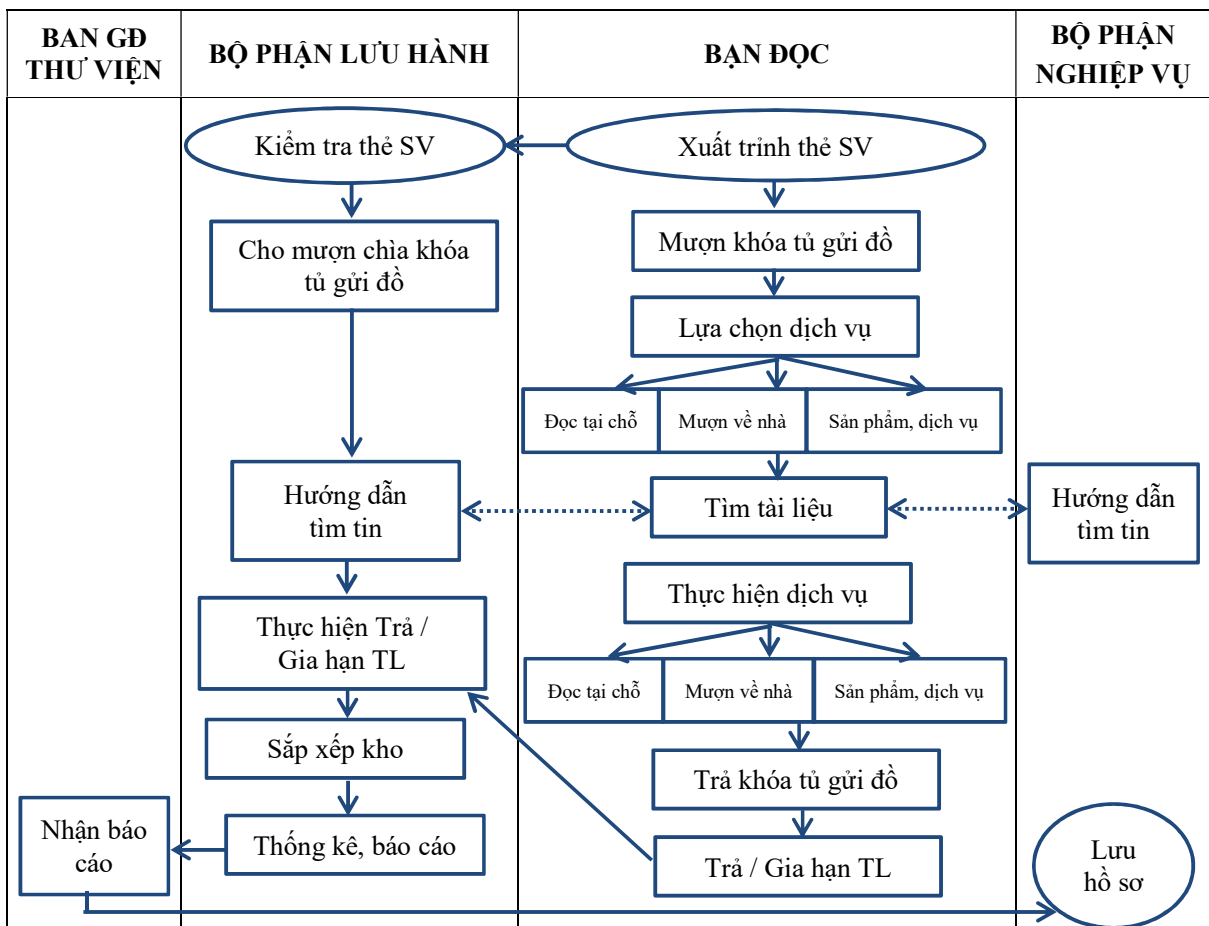 BAN GĐ
THƯ VIỆN
BỘ PHẬN LƯU HÀNH
BẠN ĐỌC
BỘ PHẬN
NGHIỆP VỤ
Kiểm tra thẻ SV
Xuất trỉnh thẻ SV
Cho mượn chìa khóa
tủ gửi đồ
Mượn khóa tủ gửi đồ
Lựa chọn dịch vụ
Đọc tại chỗ
Mượn về nhà
Sản phẩm, dịch vụ
Hướng dẫn
tìm tin
Tìm tài liệu
Hướng dẫn
tìm tin
Thực hiện dịch vụ
Thực hiện Trả /
Gia hạn TL
Đọc tại chỗ
Mượn về nhà
Sản phẩm, dịch vụ
Sắp xếp kho
Trả khóa tủ gửi đồ
Nhận báo
cáo
Thống kê, báo cáo
Trả / Gia hạn TL
Lưu
hồ sơ